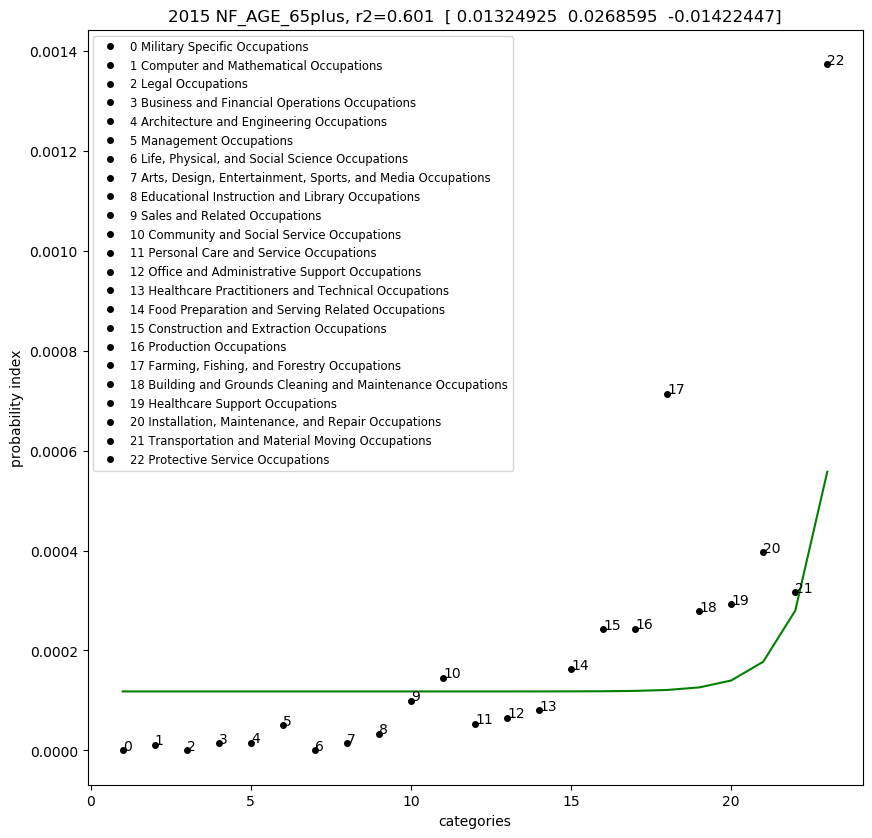 2015 NF_AGE_65plus, r2=0.601  [ 0.01324925  0.0268595  -0.01422447]
0 Military Specific Occupations
1 Computer and Mathematical Occupations
2 Legal Occupations
3 Business and Financial Operations Occupations
4 Architecture and Engineering Occupations
5 Management Occupations
6 Life, Physical, and Social Science Occupations
7 Arts, Design, Entertainment, Sports, and Media Occupations
8 Educational Instruction and Library Occupations
9 Sales and Related Occupations
10 Community and Social Service Occupations
11 Personal Care and Service Occupations
12 Office and Administrative Support Occupations
13 Healthcare Practitioners and Technical Occupations
14 Food Preparation and Serving Related Occupations
15 Construction and Extraction Occupations
16 Production Occupations
17 Farming, Fishing, and Forestry Occupations
18 Building and Grounds Cleaning and Maintenance Occupations
19 Healthcare Support Occupations
20 Installation, Maintenance, and Repair Occupations
21 Transportation and Material Moving Occupations
22 Protective Service Occupations
probability index
0.0014
0.0012
0.0010
0.0008
0.0006
0.0004
0.0002
0.0000
0
1
2
3
4
5
6
7
8
9
10
11
12
13
14
15
16
17
18
19
20
21
22
0
5
10
15
20
categories